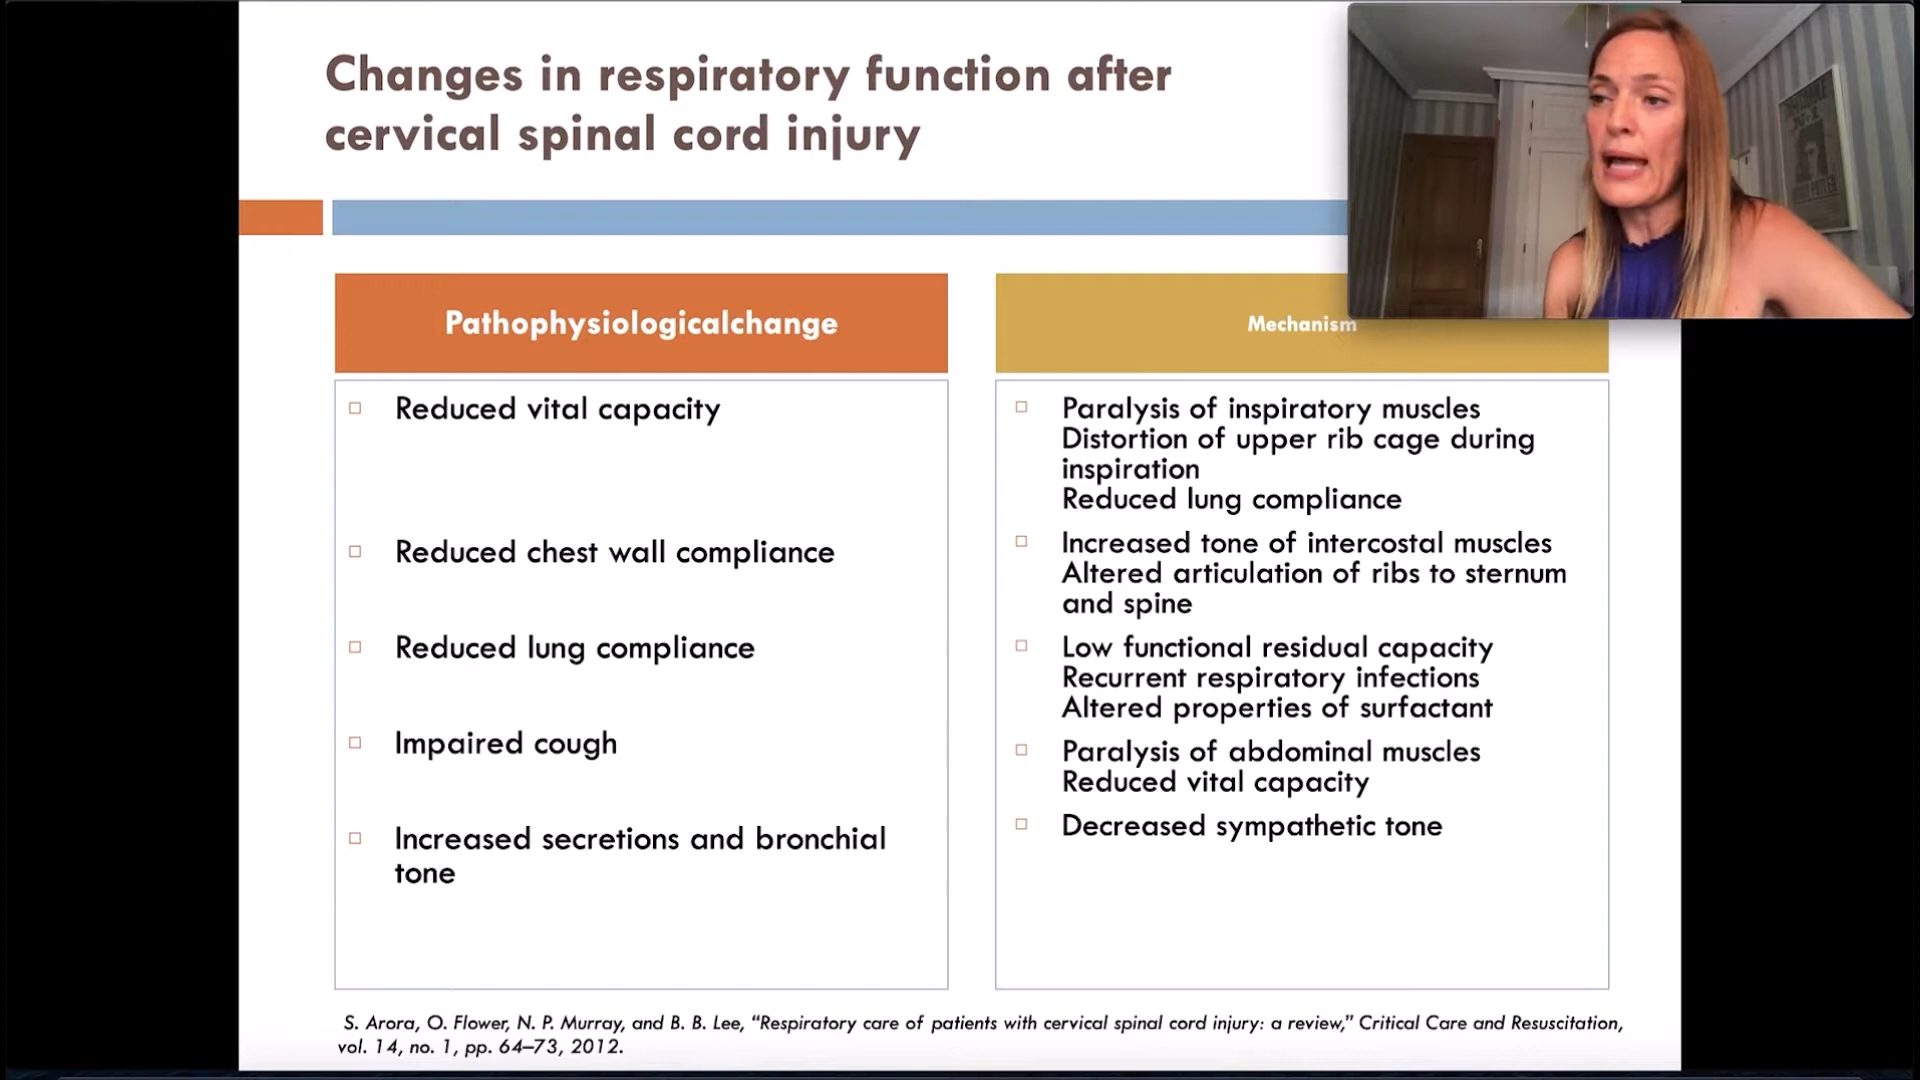 Changes in respiratory function after
cervical spinal cord injury
Pathophysiologicalchange
Reduced vital capacity
Reduced chest wall compliance
Reduced lung compliance
Impaired cough
Increased secretions and bronchial
tone
Mechanism
Paralysis of inspiratory muscles
Distortion of upper rib cage during
inspiration
Reduced lung compliance
Increased tone of intercostal muscles
Altered articulation of ribs to sternum
and spine
Low functional residual capacity
Recurrent respiratory infections
Altered properties of surfactant
Paralysis of abdominal muscles
Reduced vital capacity
Decreased sympathetic tone
S. Arora, O. Flower, N. P. Murray, and B. B. Lee, “Respiratory care of patients with cervical spinal cord injury: a review,” Critical Care and Resuscitation,
vol. 14, no. 1, pp. 64–73, 2012.